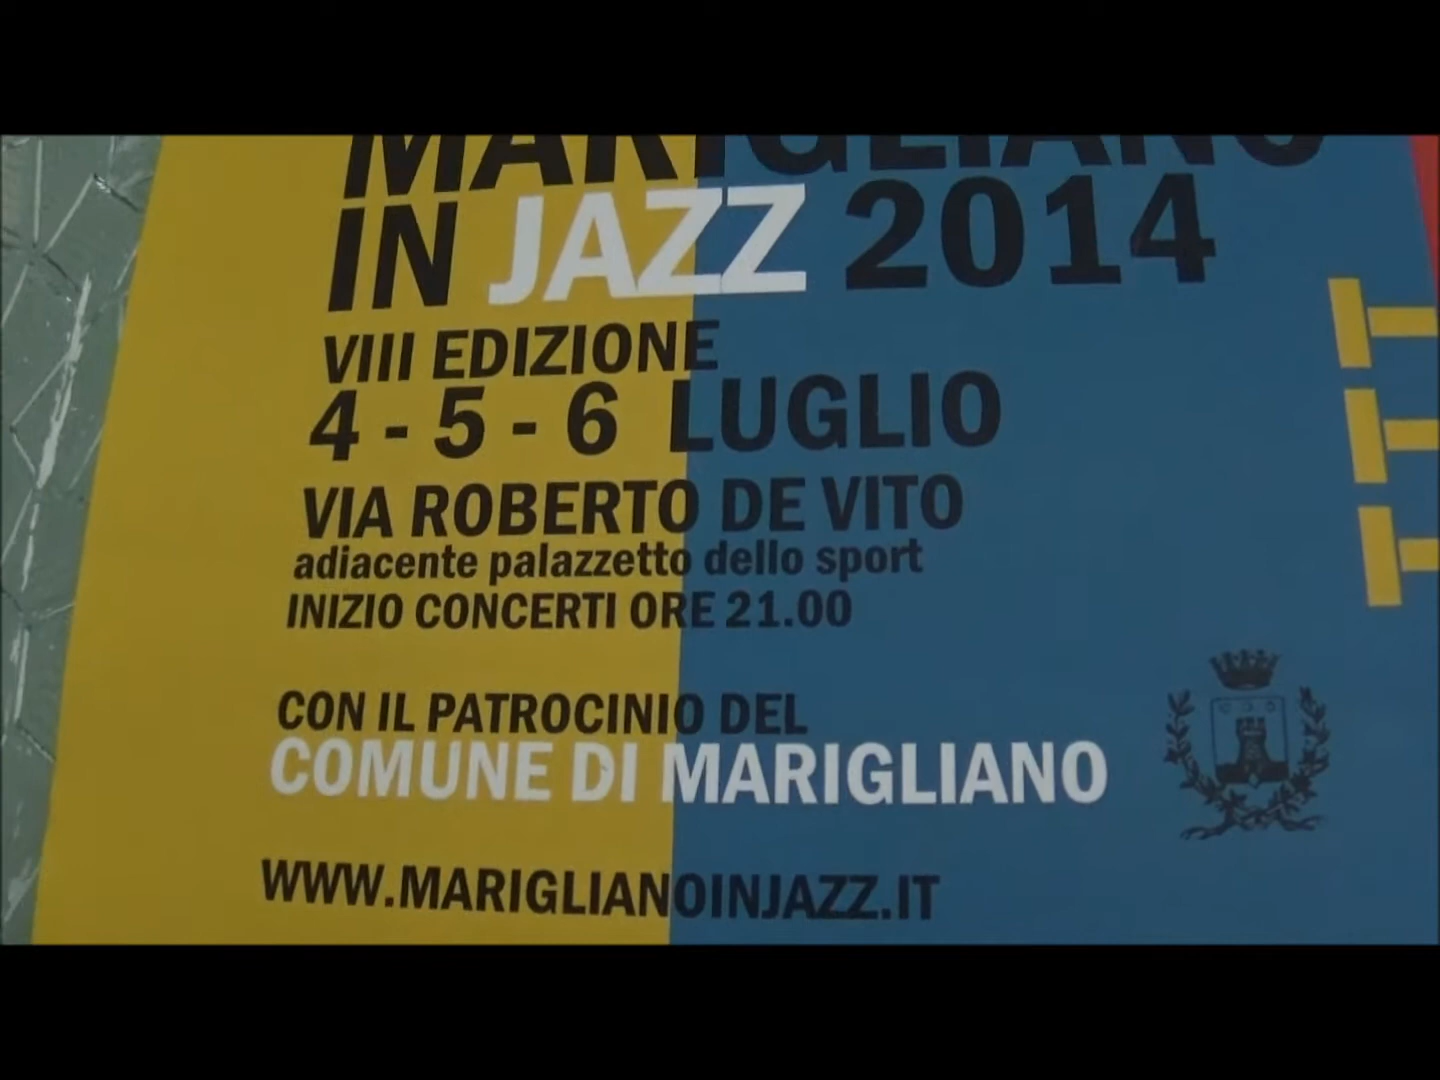 MARIGLIANO
IN JAZZ 2014
VIII EDIZIONE
4 - 5 - 6 LUGLIO
VIA ROBERTO DE VITO
adiacente palazzetto dello sport
INIZIO CONCERTI ORE 21.00
CON IL PATROCINIO DEL
COMUNE DI MARIGLIANO
WWW.MARIGLIANOINJAZZ.IT